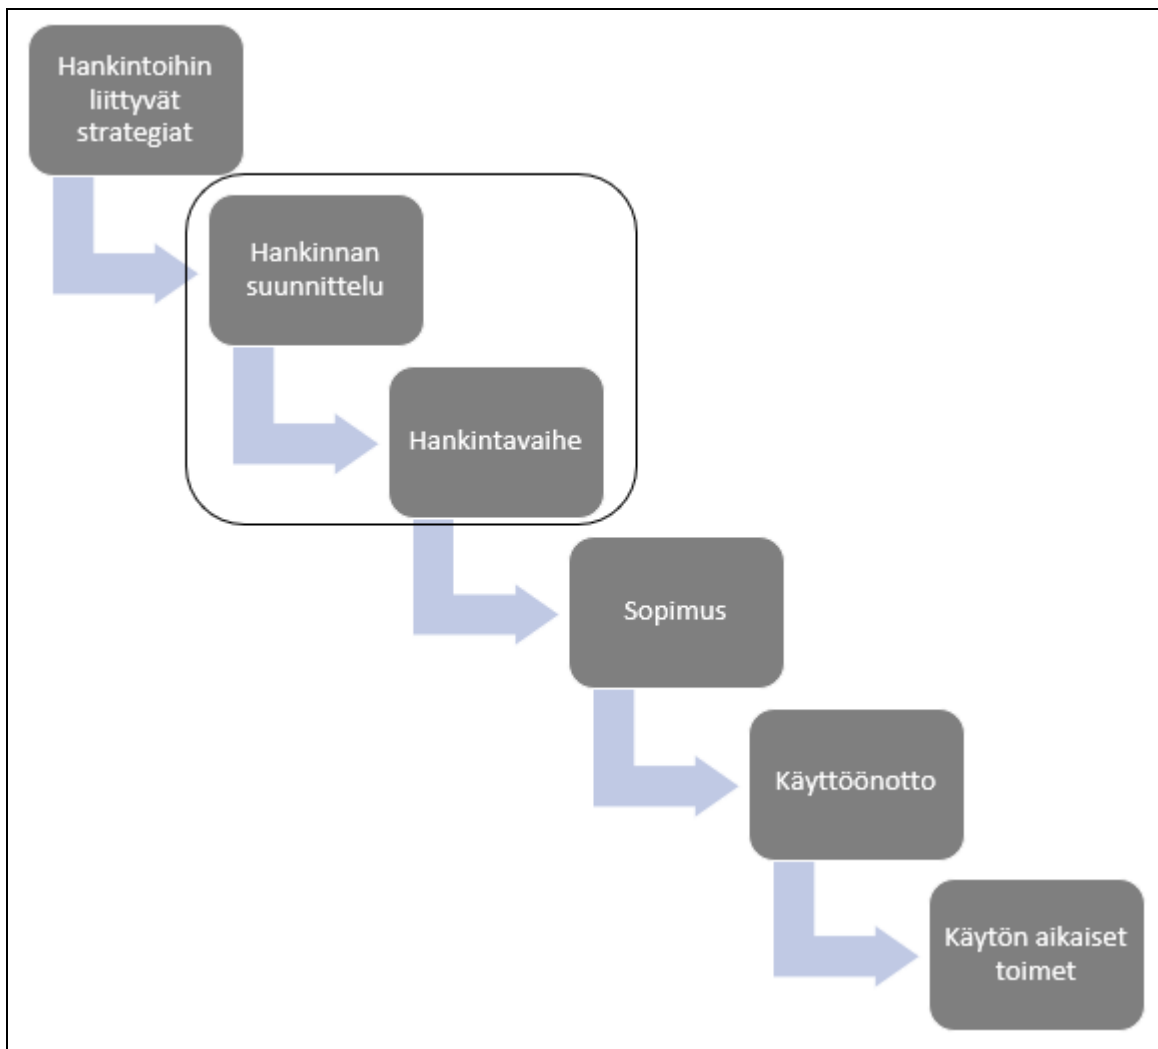 Hankintoihin
liittyvät
strategiat
Hankinnan
suunnittelu
Hankintavaihe
Sopimus
Käyttöönotto
Käytön aikaiset
toimet